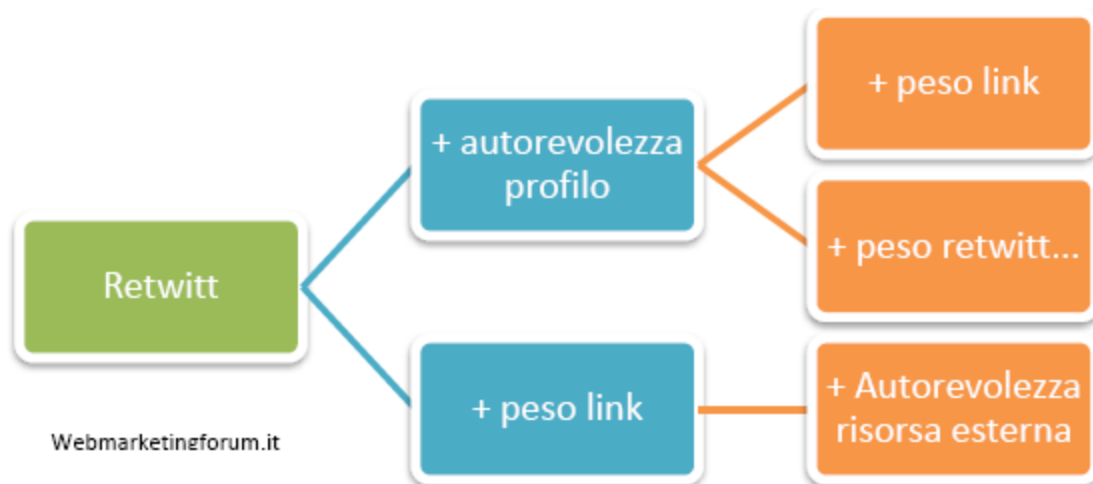 Retwitt
+ autorevolezza
profilo
+ peso link
+ peso link
+ peso retwitt...
+ Autorevolezza
risorsa esterna
Webmarketingforum.it